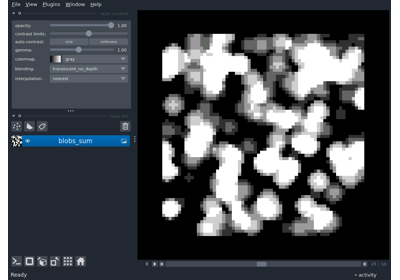 File View Plugins Window Help
opacity: 1.00
contrast limits:
auto-contrast: once continuous
gamma: 1.00
colormap: gray
blending: translucent_no_depth
interpolation: nearest
blobs_sum
Ready
activity